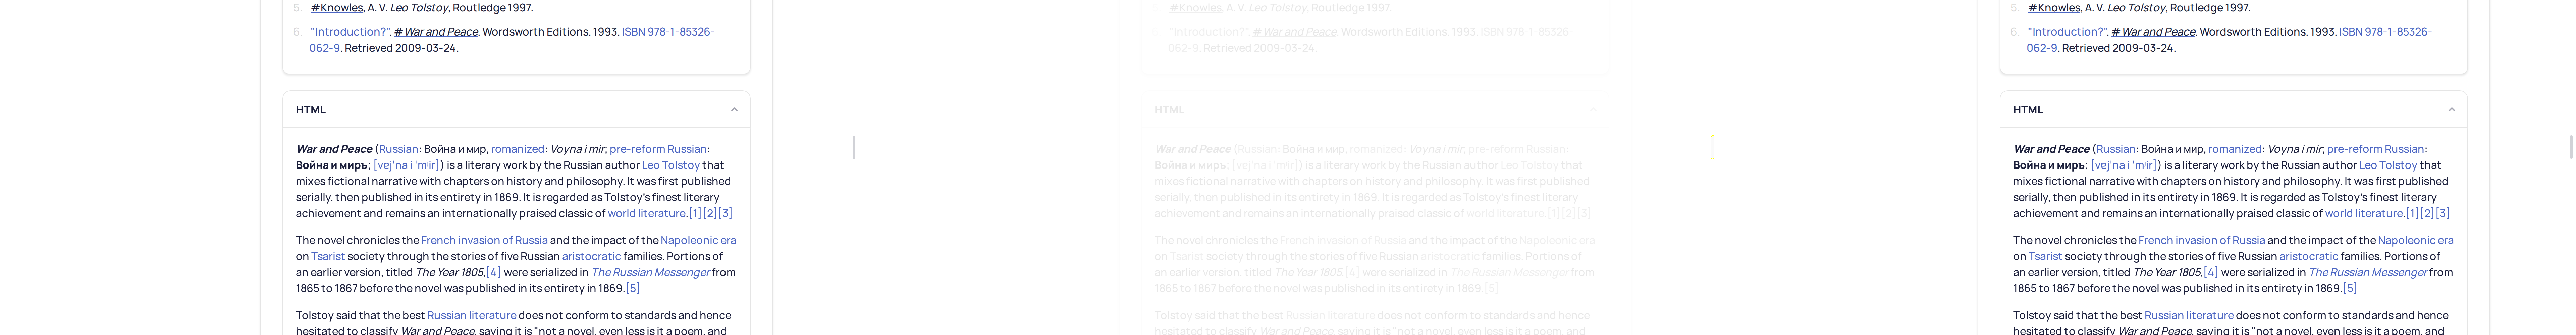 5. #Knowles, A. V. Leo Tolstoy, Routledge 1997.
6. "Introduction?". #War and Peace. Wordsworth Editions. 1993. ISBN 978-1-85326-
062-9. Retrieved 2009-03-24.
HTML
War and Peace (Russian: Война и мир, romanized: Voyna i mir; pre-reform Russian:
Война и миръ; [vɐjˈna i ˈmʲir]) is a literary work by the Russian author Leo Tolstoy that
mixes fictional narrative with chapters on history and philosophy. It was first published
serially, then published in its entirety in 1869. It is regarded as Tolstoy's finest literary
achievement and remains an internationally praised classic of world literature.[1][2][3]
The novel chronicles the French invasion of Russia and the impact of the Napoleonic era
on Tsarist society through the stories of five Russian aristocratic families. Portions of
an earlier version, titled The Year 1805,[4] were serialized in The Russian Messenger from
1865 to 1867 before the novel was published in its entirety in 1869.[5]
Tolstoy said that the best Russian literature does not conform to standards and hence
hesitated to classify War and Peace, saying it is "not a novel, even less is it a poem, and
5. #Knowles, A. V. Leo Tolstoy, Routledge 1997.
"Introduction?". #War and Peace. Wordsworth Editions. 1993. ISBN 978-1-85326-
062-9. Retrieved 2009-03-24.
HTML
War and Peace (Russian: Война и мир, romanized: Voyna i mir; pre-reform Russian:
Война и миръ; [vɐjˈna i ˈmʲir]) is a literary work by the Russian author Leo Tolstoy that
mixes fictional narrative with chapters on history and philosophy. It was first published
serially, then published in its entirety in 1869. It is regarded as Tolstoy's finest literary
achievement and remains an internationally praised classic of world literature.[1][2][3]
The novel chronicles the French invasion of Russia and the impact of the Napoleonic era
on Tsarist society through the stories of five Russian aristocratic families. Portions of
an earlier version, titled The Year 1805,[4] were serialized in The Russian Messenger from
1865 to 1867 before the novel was published in its entirety in 1869.[5]
Tolstoy said that the best Russian literature does not conform to standards and hence
hesitated to classify War and Peace, saying it is "not a novel, even less is it a poem, and
5. #Knowles, A. V. Leo Tolstoy, Routledge 1997.
6. "Introduction?". #War and Peace. Wordsworth Editions. 1993. ISBN 978-1-85326-
062-9. Retrieved 2009-03-24.
HTML
War and Peace (Russian: Война и мир, romanized: Voyna i mir; pre-reform Russian:
Война и миръ; [vɐjˈna i ˈmʲir]) is a literary work by the Russian author Leo Tolstoy that
mixes fictional narrative with chapters on history and philosophy. It was first published
serially, then published in its entirety in 1869. It is regarded as Tolstoy's finest literary
achievement and remains an internationally praised classic of world literature.[1][2][3]
The novel chronicles the French invasion of Russia and the impact of the Napoleonic era
on Tsarist society through the stories of five Russian aristocratic families. Portions of
an earlier version, titled The Year 1805,[4] were serialized in The Russian Messenger from
1865 to 1867 before the novel was published in its entirety in 1869.[5]
Tolstoy said that the best Russian literature does not conform to standards and hence
hesitated to classify War and Peace, saying it is "not a novel, even less is it a poem, and